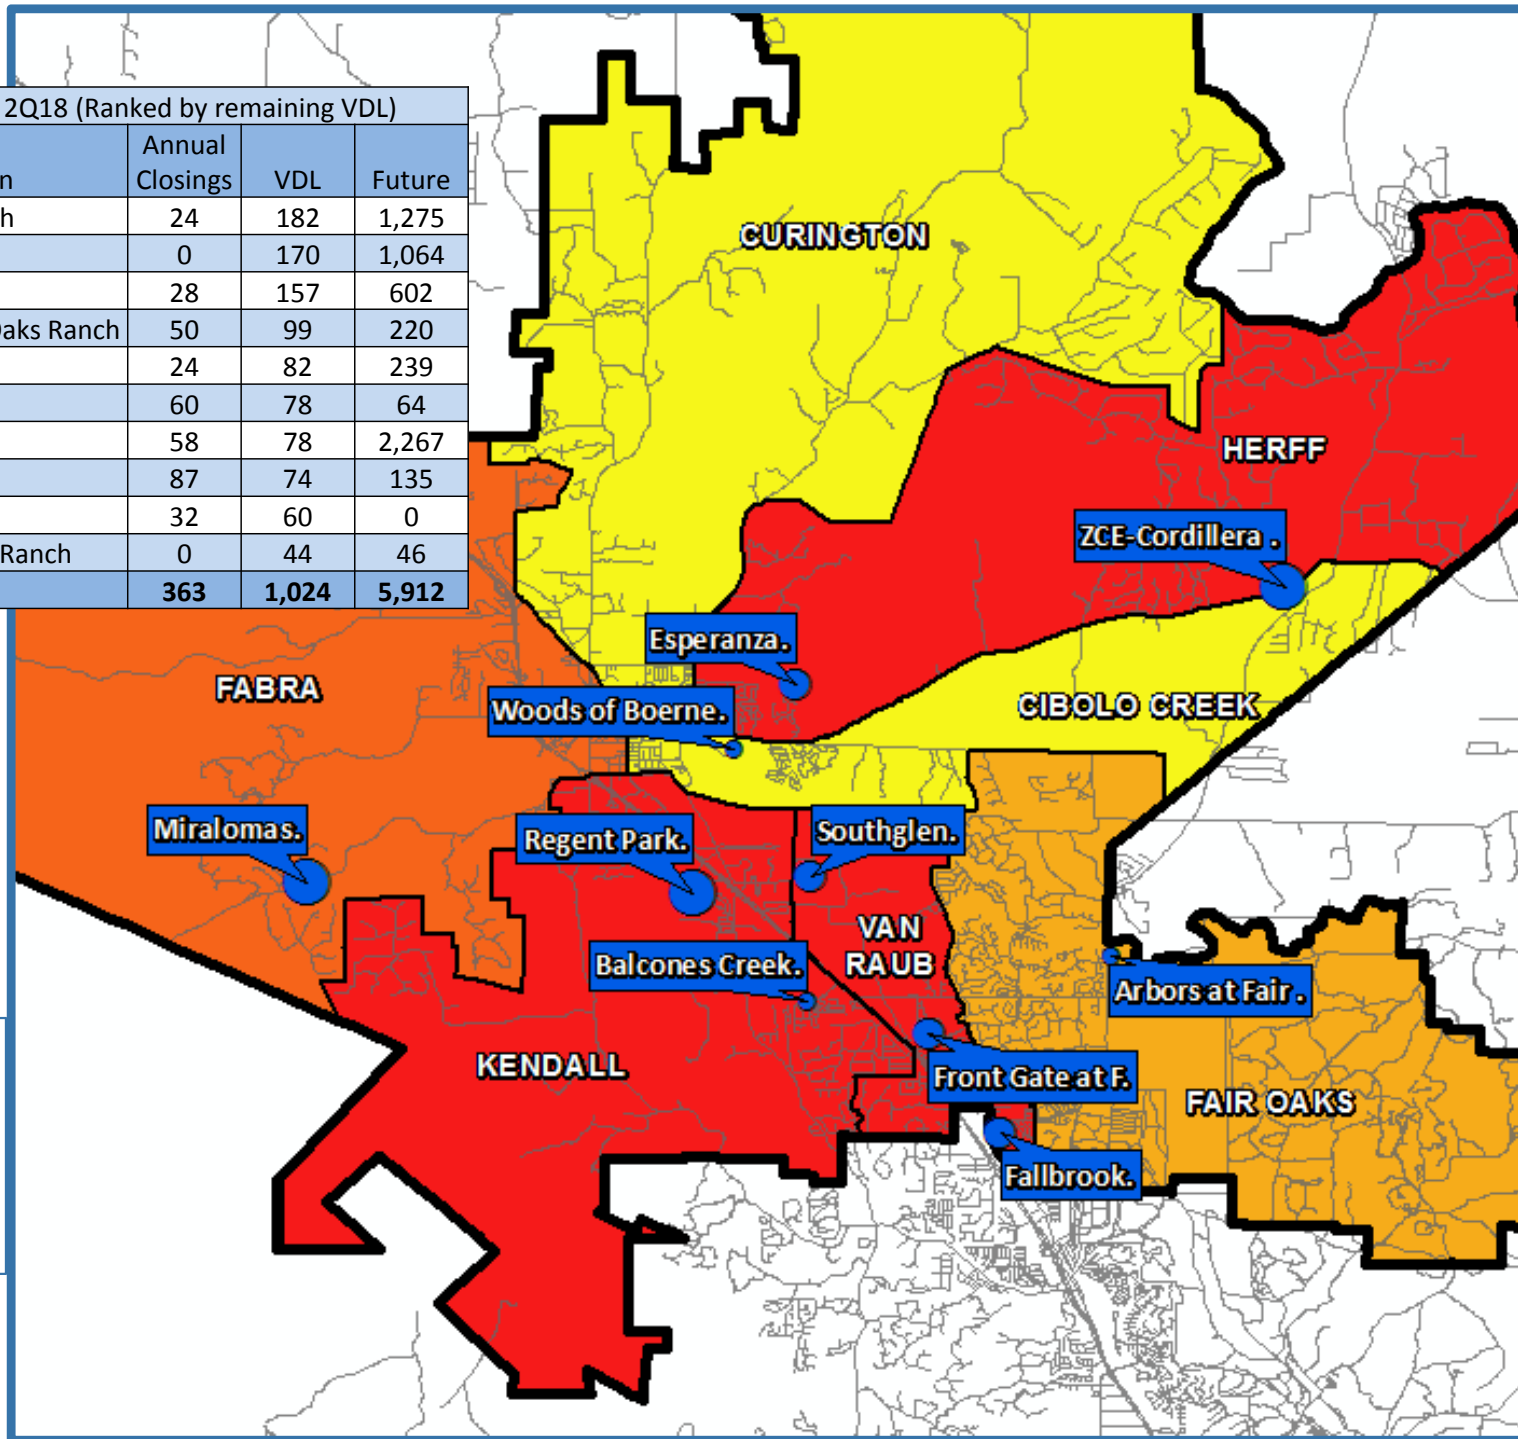 2Q18 (Ranked by remaining VDL)
n Annual Closings VDL Future
h 24 182 1,275
0 170 1,064
28 157 602
Oaks Ranch 50 99 220
24 82 239
60 78 64
58 78 2,267
87 74 135
32 60 0
Ranch 0 44 46
363 1,024 5,912
CURINGTON
HERFF
ZCE-Cordillera .
Esperanza.
FABRA
CIBOLO CREEK
Woods of Boerne.
Miralomas.
Regent Park.
Southglen.
VAN
RAUB
Balcones Creek.
Arbors at Fair .
KENDALL
Front Gate at F.
FAIR OAKS
Fallbrook.